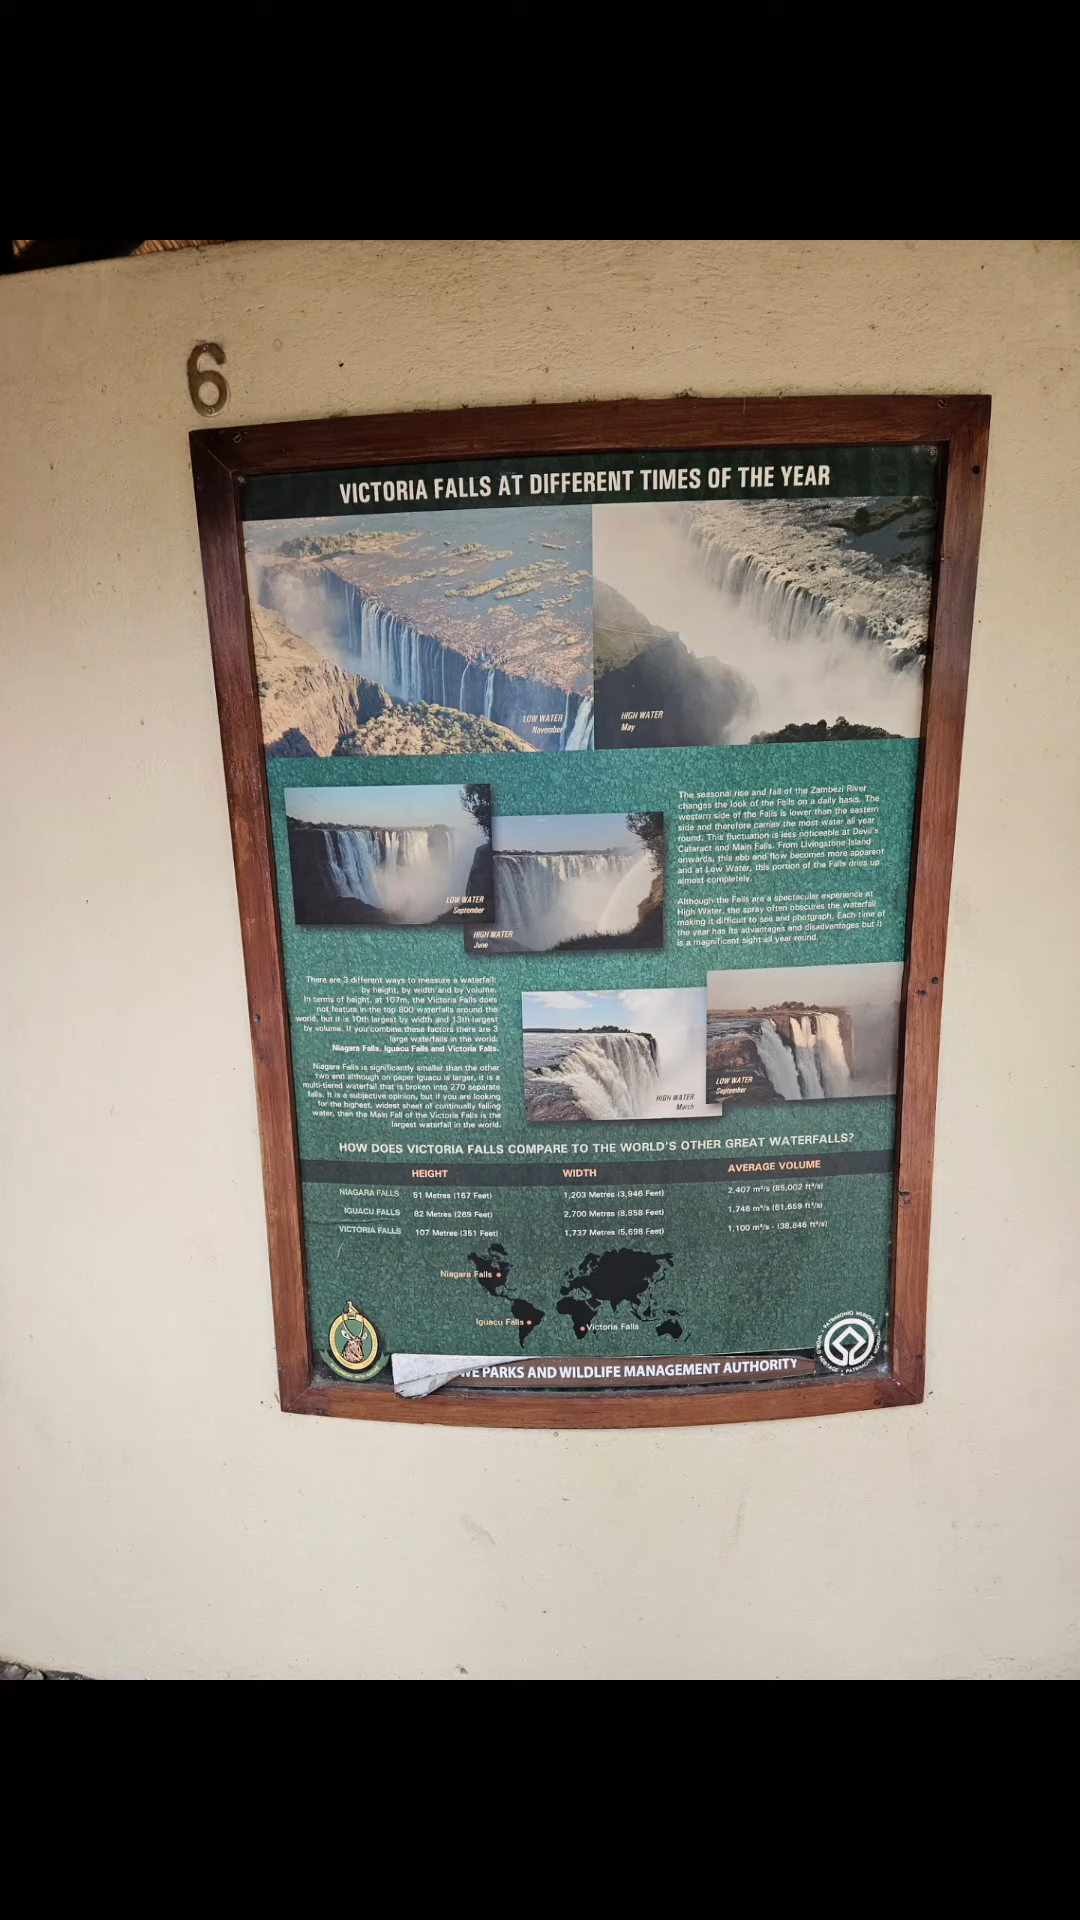 6
VICTORIA FALLS AT DIFFERENT TIMES OF THE YEAR
LOW WATER
November
HIGH WATER
May
LOW WATER
September
HIGH WATER
June
The seasonal rise and fall of the Zambezi River
changes the look of the Falls on a daily basis. The
western side of the Falls is lower than the eastern
side and therefore carries the most water all year
round. This fluctuation is less noticeable at Devil's
Cataract and Main Falls. From Livingstone Island
onwards, this ebb and flow becomes more apparent
and at Low Water, this portion of the Falls dries up
almost completely.
Although the Falls are a spectacular experience at
High Water, the spray often obscures the waterfall
making it difficult to see and photgraph. Each time of
the year has its advantages and disadvantages but it
is a magnificent sight all year round.
There are 3 different ways to measure a waterfall:
by height, by width and by volume.
In terms of height, at 107m, the Victoria Falls does
not feature in the top 800 waterfalls around the
world, but it is 10th largest by width and 13th largest
by volume. If you combine these factors there are 3
large waterfalls in the world:
Niagara Falls, Iguacu Falls and Victoria Falls.
Niagara Falls is significantly smaller than the other
two and although on paper Iguacu is larger, it is a
multi-tiered waterfall that is broken into 270 separate
falls. It is a subjective opinion, but if you are looking
for the highest, widest sheet of continually falling
water, then the Main Fall of the Victoria Falls is the
largest waterfall in the world.
HIGH WATER
March
LOW WATER
September
HOW DOES VICTORIA FALLS COMPARE TO THE WORLD'S OTHER GREAT WATERFALLS?
HEIGHT WIDTH AVERAGE VOLUME
NIAGARA FALLS 51 Metres (167 Feet) 1,203 Metres (3,946 Feet) 2,407 m³/s (85,002 ft³/s)
IGUACU FALLS 82 Metres (269 Feet) 2,700 Metres (8,858 Feet) 1,746 m³/s (61,659 ft³/s)
VICTORIA FALLS 107 Metres (351 Feet) 1,737 Metres (5,698 Feet) 1,100 m³/s - (38,846 ft³/s)
Niagara Falls
Iguacu Falls
Victoria Falls
WE PARKS AND WILDLIFE MANAGEMENT AUTHORITY
WORLD HERITAGE • PATRIMONIO MUNDIAL